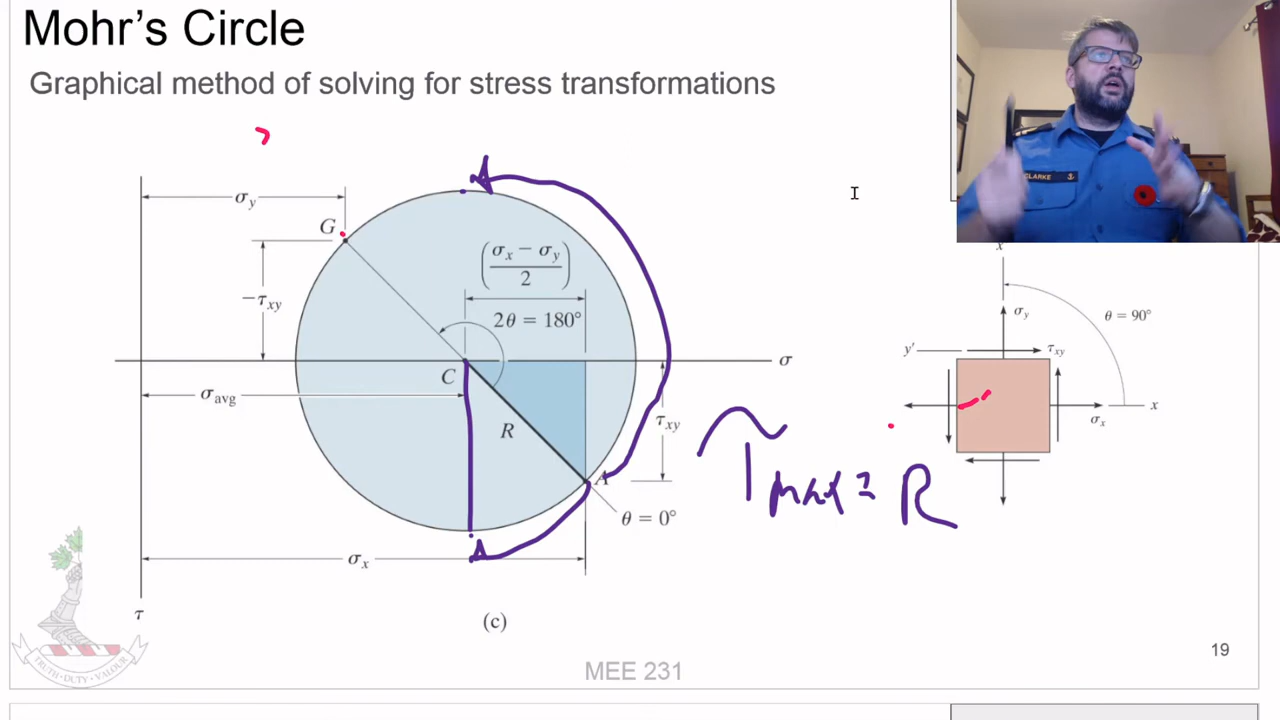 Mohr's Circle
Graphical method of solving for stress transformations
CLARKE
σy
G
(σx − σy / 2)
−τxy
2θ = 180°
C
σ
σavg
R
τxy
A
θ = 0°
σx
τ
(c)
τmax = R
x'
σy
θ = 90°
y'
τxy
x
σx
TRUTH·DUTY·VALOUR
MEE 231
19